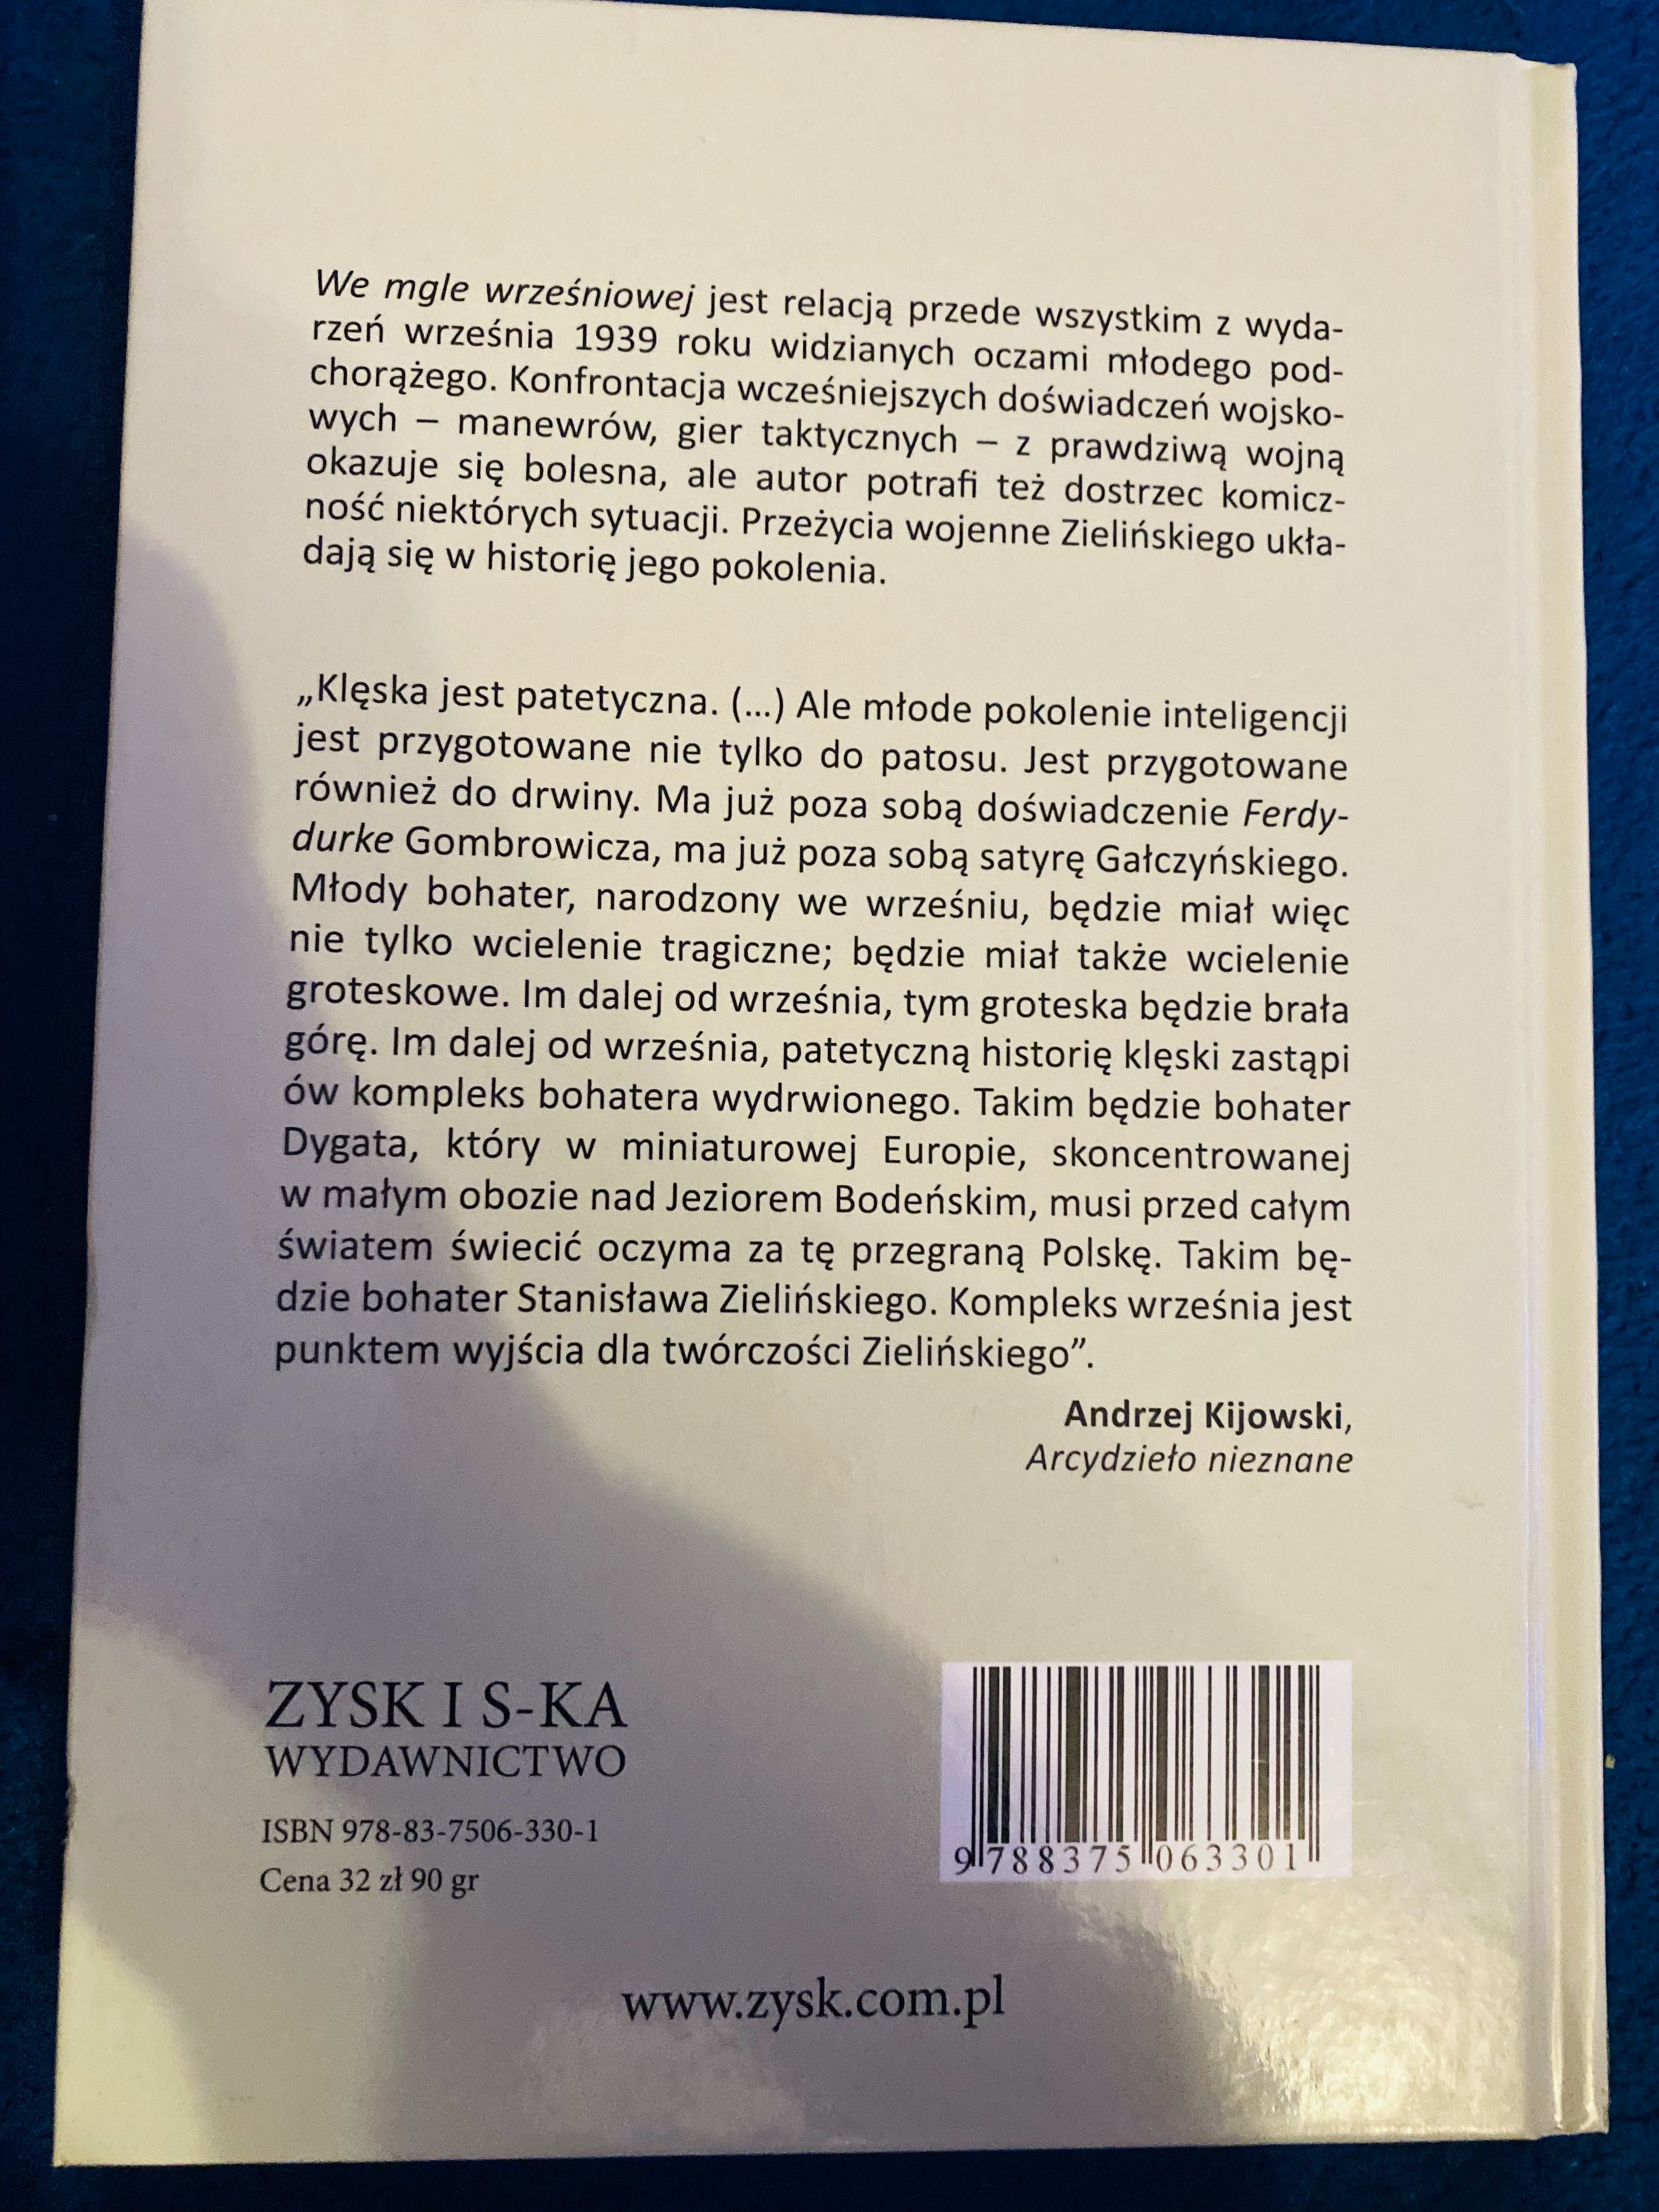 We mgle wrześniowej jest relacją przede wszystkim z wyda-
rzeń września 1939 roku widzianych oczami młodego pod-
chorążego. Konfrontacja wcześniejszych doświadczeń wojsko-
wych – manewrów, gier taktycznych – z prawdziwą wojną
okazuje się bolesna, ale autor potrafi też dostrzec komicz-
ność niektórych sytuacji. Przeżycia wojenne Zielińskiego ukła-
dają się w historię jego pokolenia.
„Klęska jest patetyczna. (...) Ale młode pokolenie inteligencji
jest przygotowane nie tylko do patosu. Jest przygotowane
również do drwiny. Ma już poza sobą doświadczenie Ferdy-
durke Gombrowicza, ma już poza sobą satyrę Gałczyńskiego.
Młody bohater, narodzony we wrześniu, będzie miał więc
nie tylko wcielenie tragiczne; będzie miał także wcielenie
groteskowe. Im dalej od września, tym groteska będzie brała
górę. Im dalej od września, patetyczną historię klęski zastąpi
ów kompleks bohatera wydrwionego. Takim będzie bohater
Dygata, który w miniaturowej Europie, skoncentrowanej
w małym obozie nad Jeziorem Bodeńskim, musi przed całym
światem świecić oczyma za tę przegraną Polskę. Takim bę-
dzie bohater Stanisława Zielińskiego. Kompleks września jest
punktem wyjścia dla twórczości Zielińskiego”.
Andrzej Kijowski,
Arcydzieło nieznane
ZYSK I S-KA
WYDAWNICTWO
ISBN 978-83-7506-330-1
Cena 32 zł 90 gr
9 788375 063301
www.zysk.com.pl